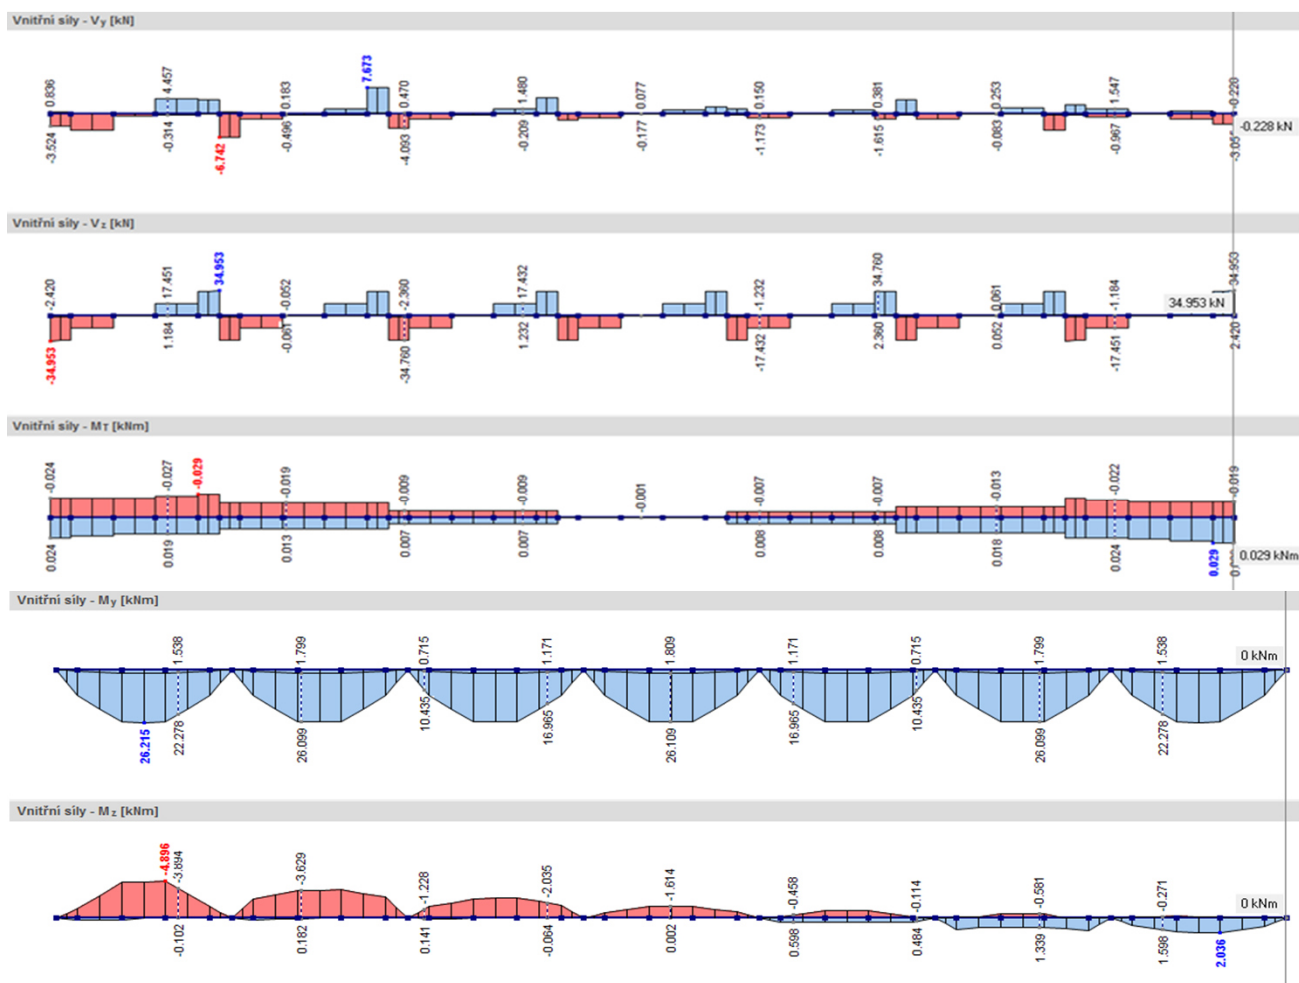 Vnitřní síly - Vy [kN]
0.836 4.457 0.183 7.673 0.470 1.480 0.077 0.150 0.381 0.253 1.547 -0.220
-0.228 kN
-3.524 -0.314 -6.742 -0.496 -4.093 -0.209 -0.177 -1.173 -1.615 -0.083 -0.967
Vnitřní síly - Vz [kN]
-2.420 17.451 34.953 -0.052 -2.360 17.432 -1.232 34.760 0.061 -1.184 34.953
34.953 kN
-34.953 1.184 -0.061 -34.760 1.232 -17.432 2.360 0.052 -17.451 2.420
Vnitřní síly - MT [kNm]
-0.024 -0.027 -0.029 -0.019 -0.009 -0.009 -0.001 -0.007 -0.007 -0.013 -0.022 -0.019
0.029 kNm
0.024 0.019 0.013 0.007 0.007 0.008 0.008 0.018 0.024 0.029
Vnitřní síly - My [kNm]
1.538 1.799 0.715 1.171 1.809 1.171 0.715 1.799 1.538
0 kNm
26.215 22.278 26.099 10.435 16.965 26.109 16.965 10.435 26.099 22.278
Vnitřní síly - Mz [kNm]
-4.896 -3.894 -3.629 -1.228 -2.035 -1.614 -0.458 -0.114 -0.581 -0.271
0 kNm
-0.102 0.182 0.141 -0.064 0.002 0.598 0.484 1.339 1.598 2.036